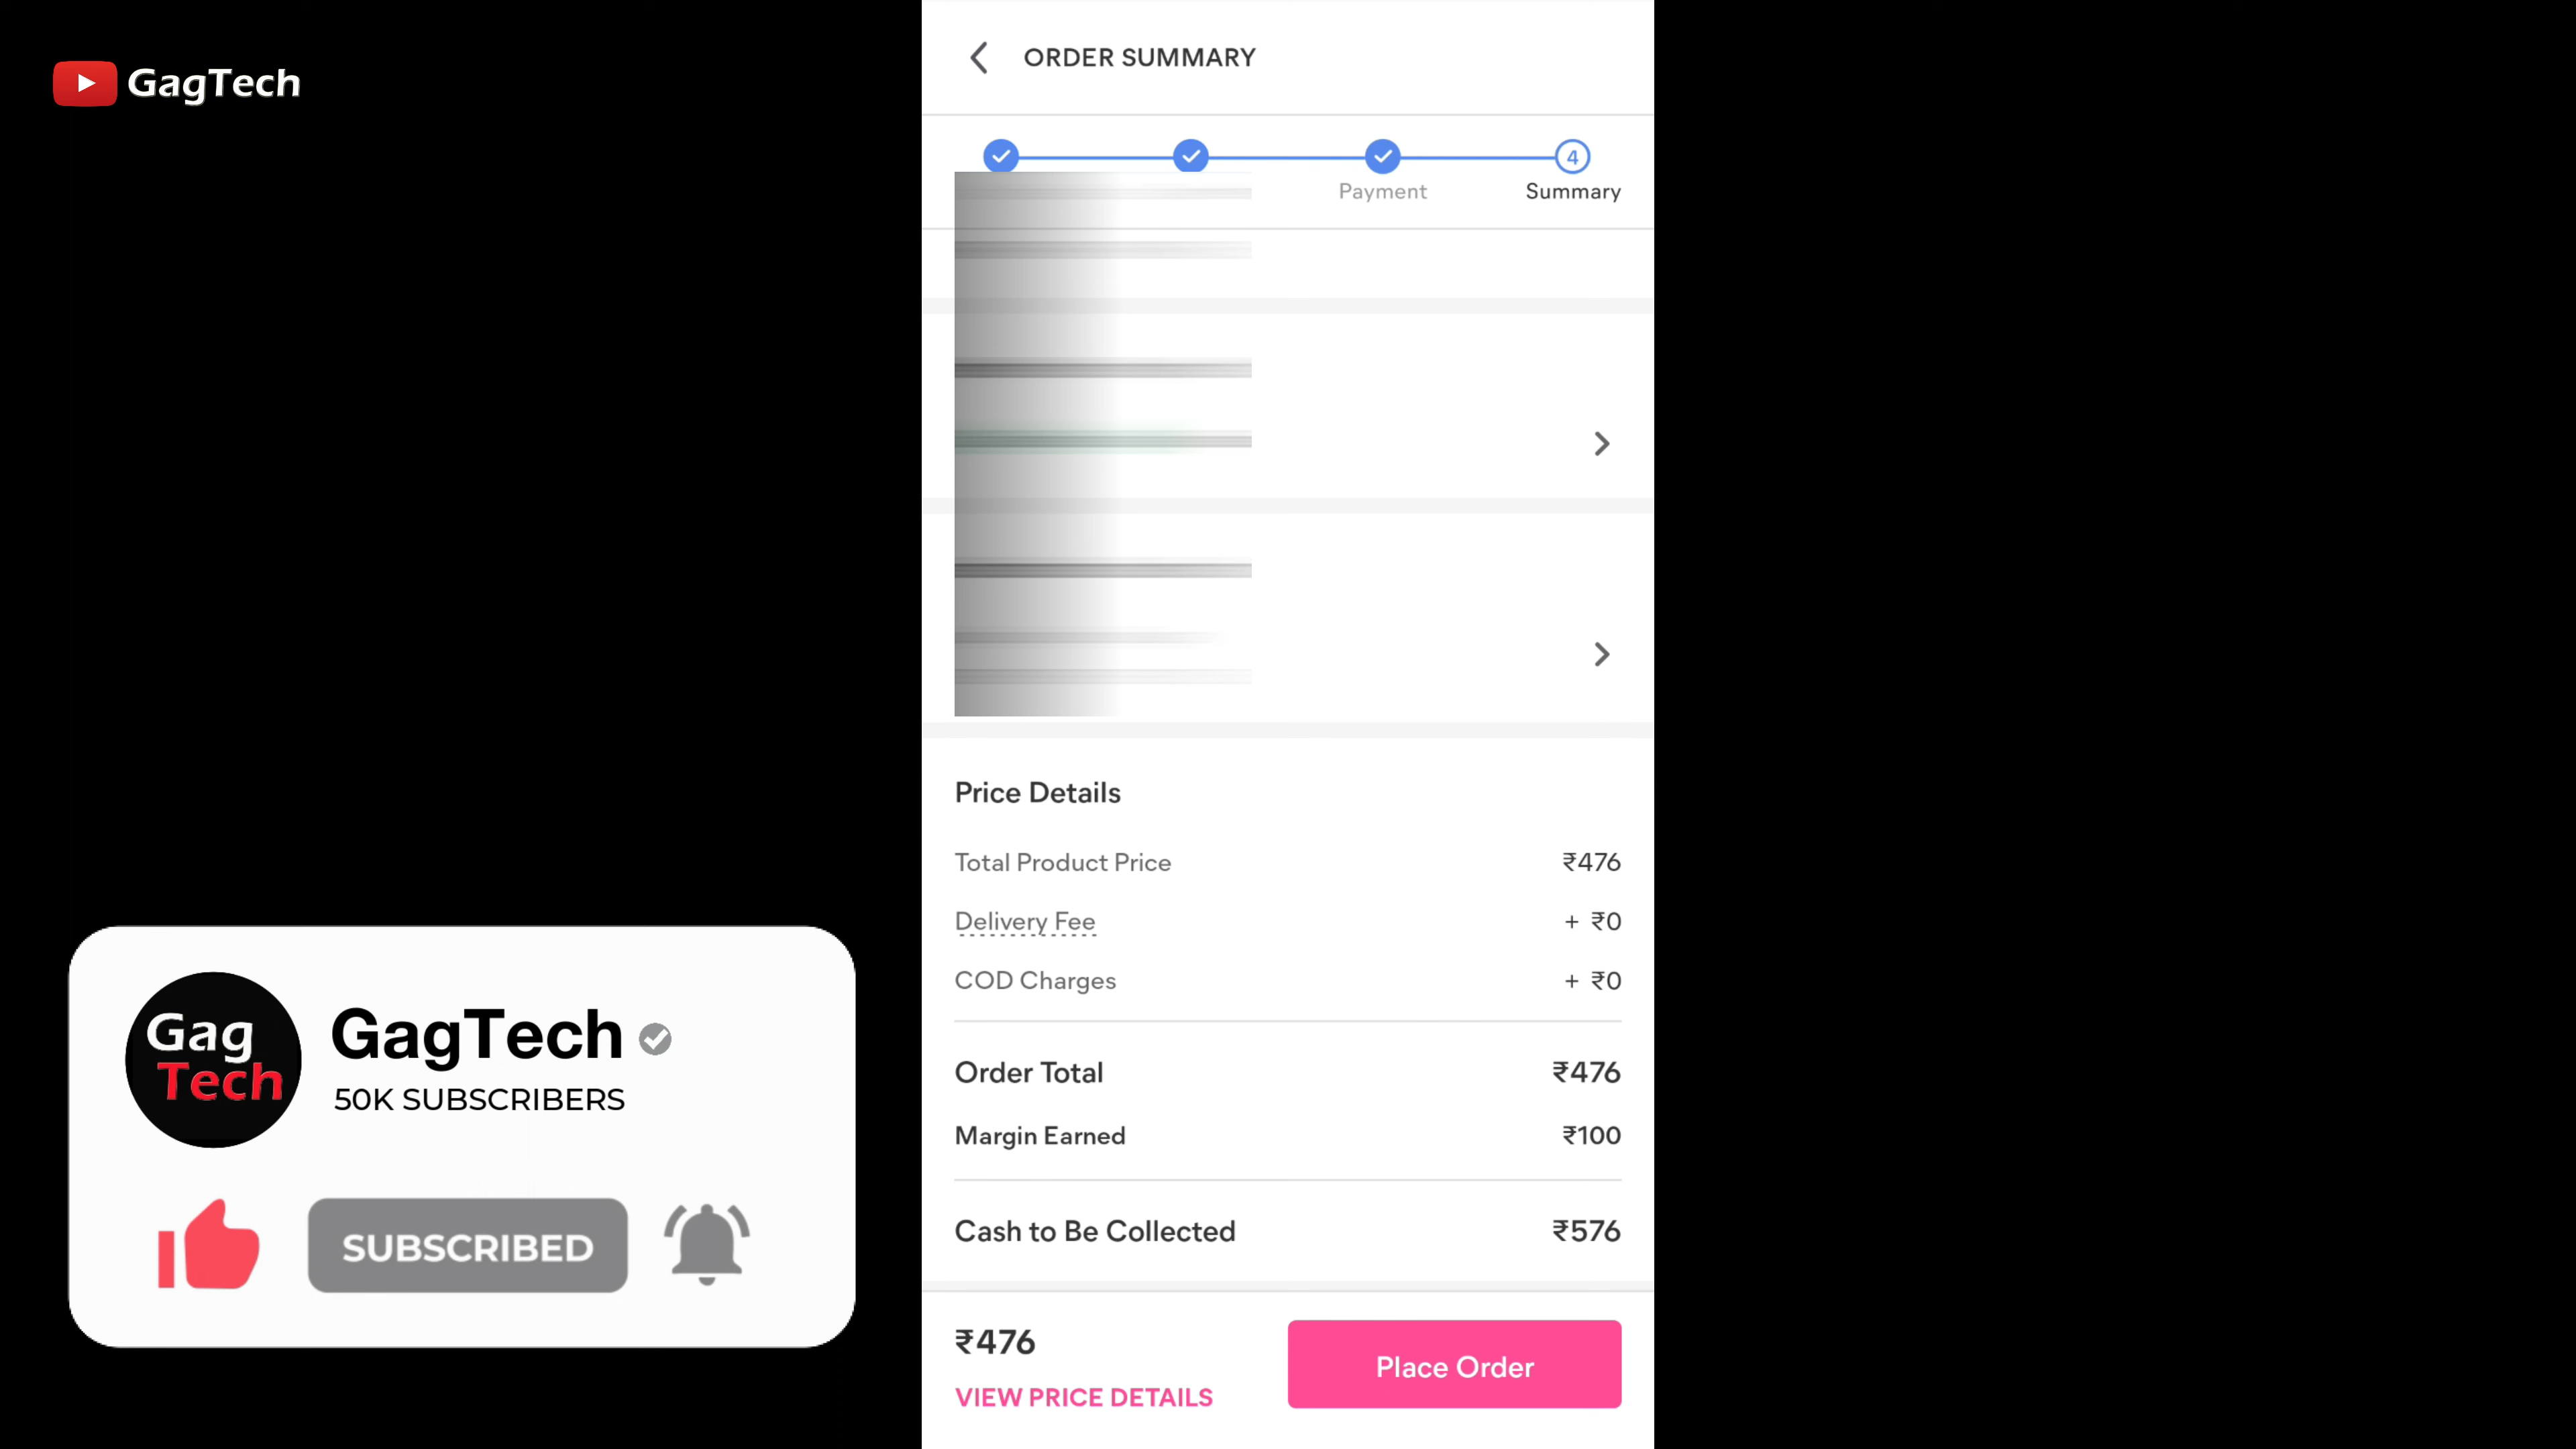 GagTech
ORDER SUMMARY
4
Payment
Summary
Price Details
Total Product Price ₹476
Delivery Fee + ₹0
COD Charges + ₹0
Order Total ₹476
Margin Earned ₹100
Cash to Be Collected ₹576
₹476
VIEW PRICE DETAILS
Place Order
Gag
Tech
GagTech
50K SUBSCRIBERS
SUBSCRIBED